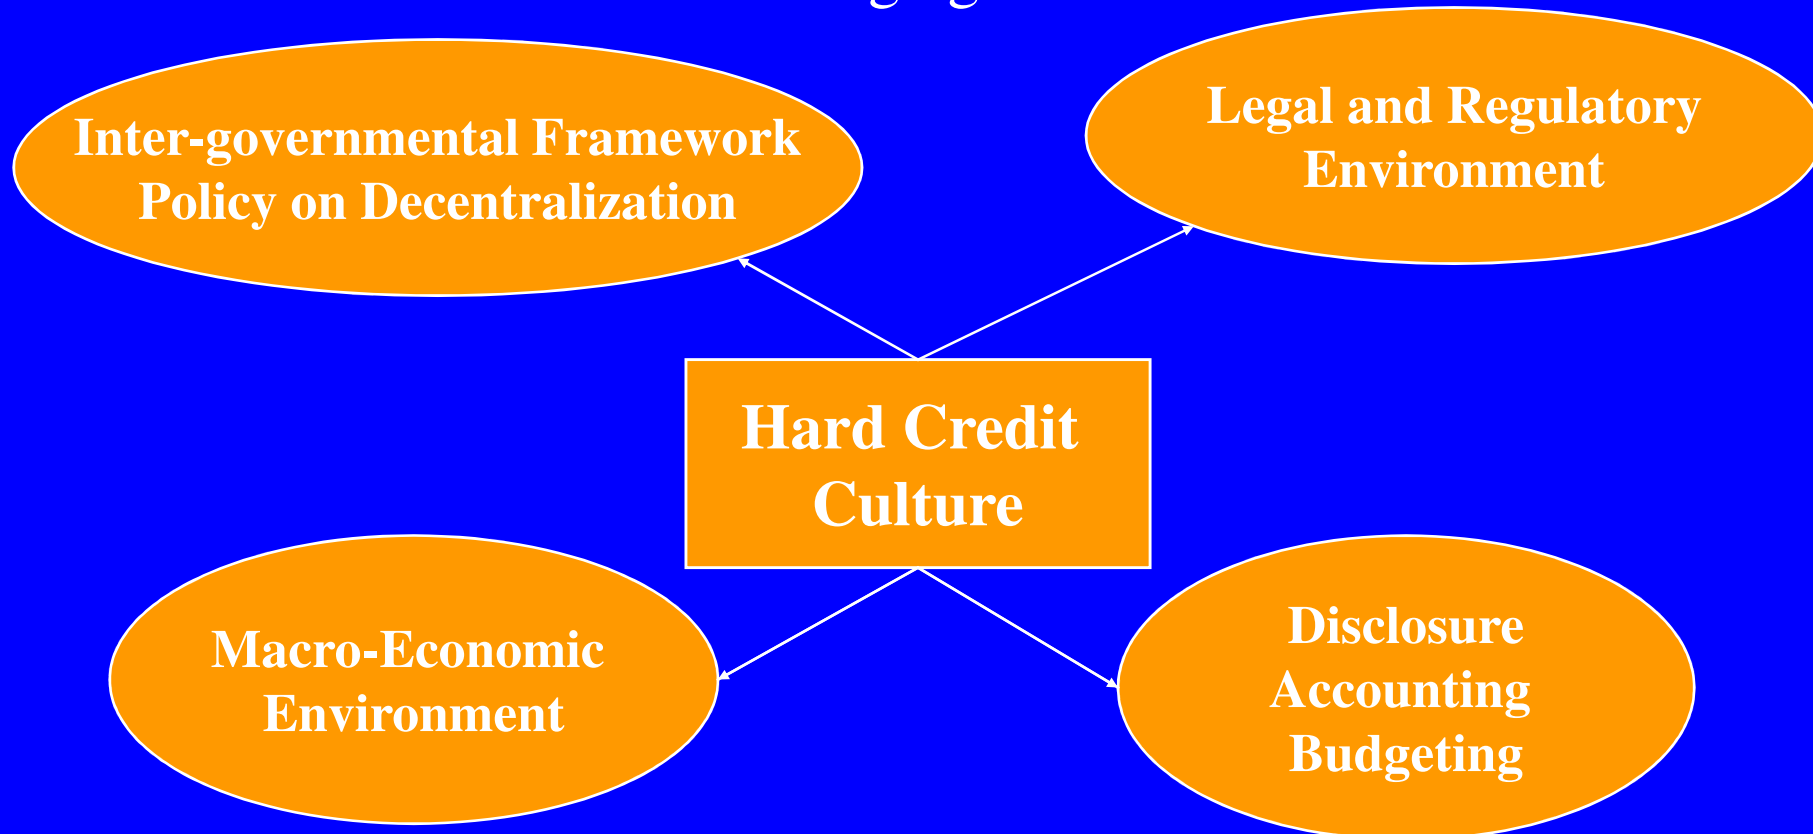 Inter-governmental Framework
Policy on Decentralization
Legal and Regulatory
Environment
Hard Credit
Culture
Macro-Economic
Environment
Disclosure
Accounting
Budgeting